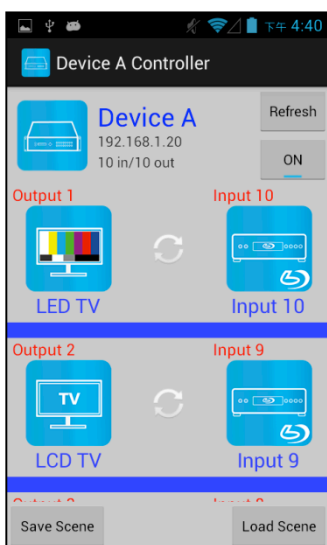 下午 4:40
Device A Controller
Device A
192.168.1.20
10 in/10 out
Refresh
ON
Output 1
Input 10
LED TV
Input 10
Output 2
Input 9
TV
LCD TV
Input 9
Save Scene
Load Scene